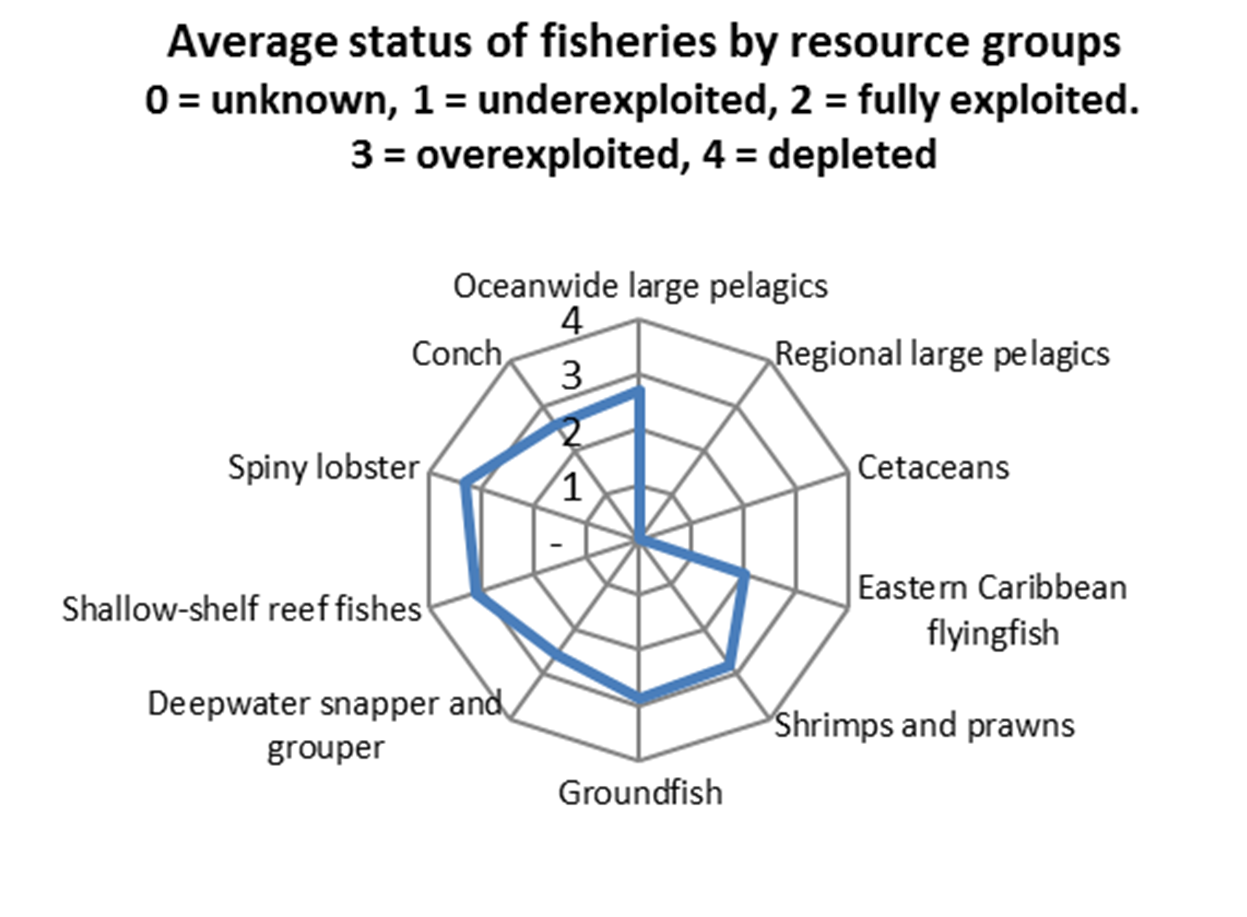 Average status of fisheries by resource groups
0 = unknown, 1 = underexploited, 2 = fully exploited.
3 = overexploited, 4 = depleted
Oceanwide large pelagics
4
Conch
Regional large pelagics
3
2
Spiny lobster
Cetaceans
1
-
Eastern Caribbean
flyingfish
Shallow-shelf reef fishes
Deepwater snapper and
grouper
Shrimps and prawns
Groundfish